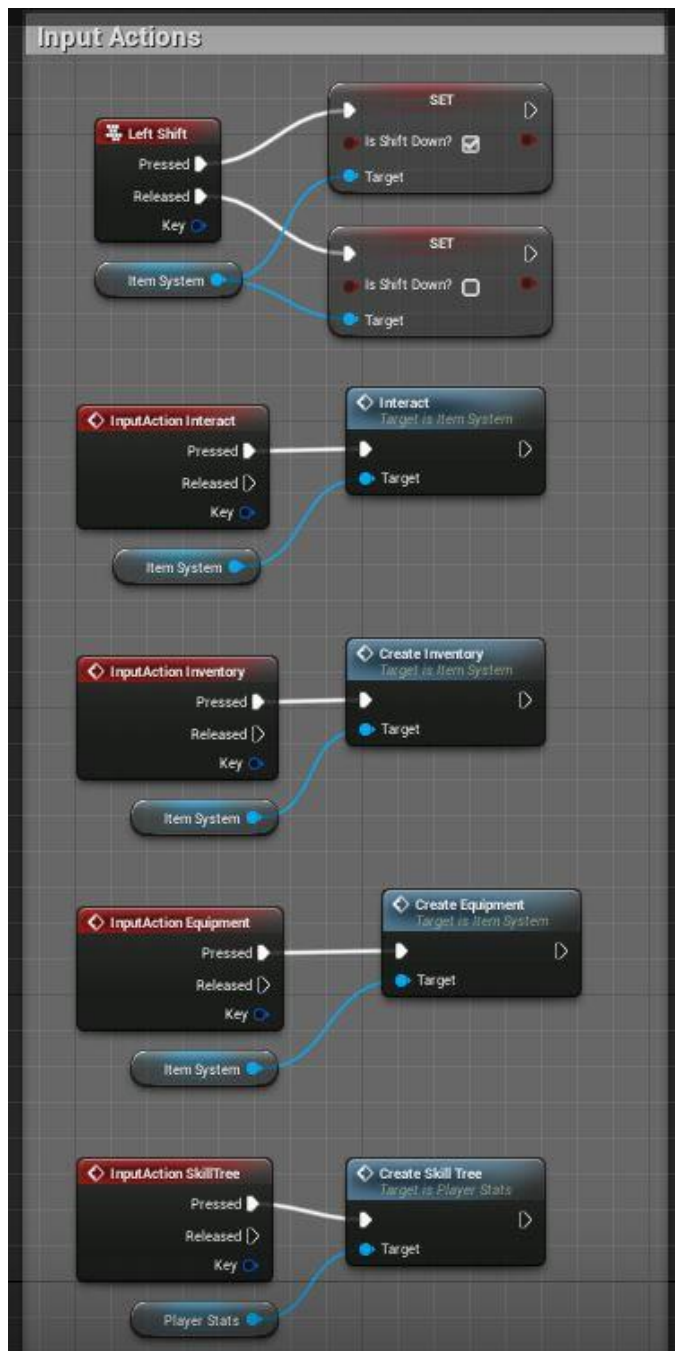 Input Actions
Left Shift
Pressed
Released
Key
Item System
SET
Is Shift Down?
Target
SET
Is Shift Down?
Target
InputAction Interact
Pressed
Released
Key
Item System
Interact
Target is Item System
Target
InputAction Inventory
Pressed
Released
Key
Item System
Create Inventory
Target is Item System
Target
InputAction Equipment
Pressed
Released
Key
Item System
Create Equipment
Target is Item System
Target
InputAction SkillTree
Pressed
Released
Key
Player Stats
Create Skill Tree
Target is Player Stats
Target